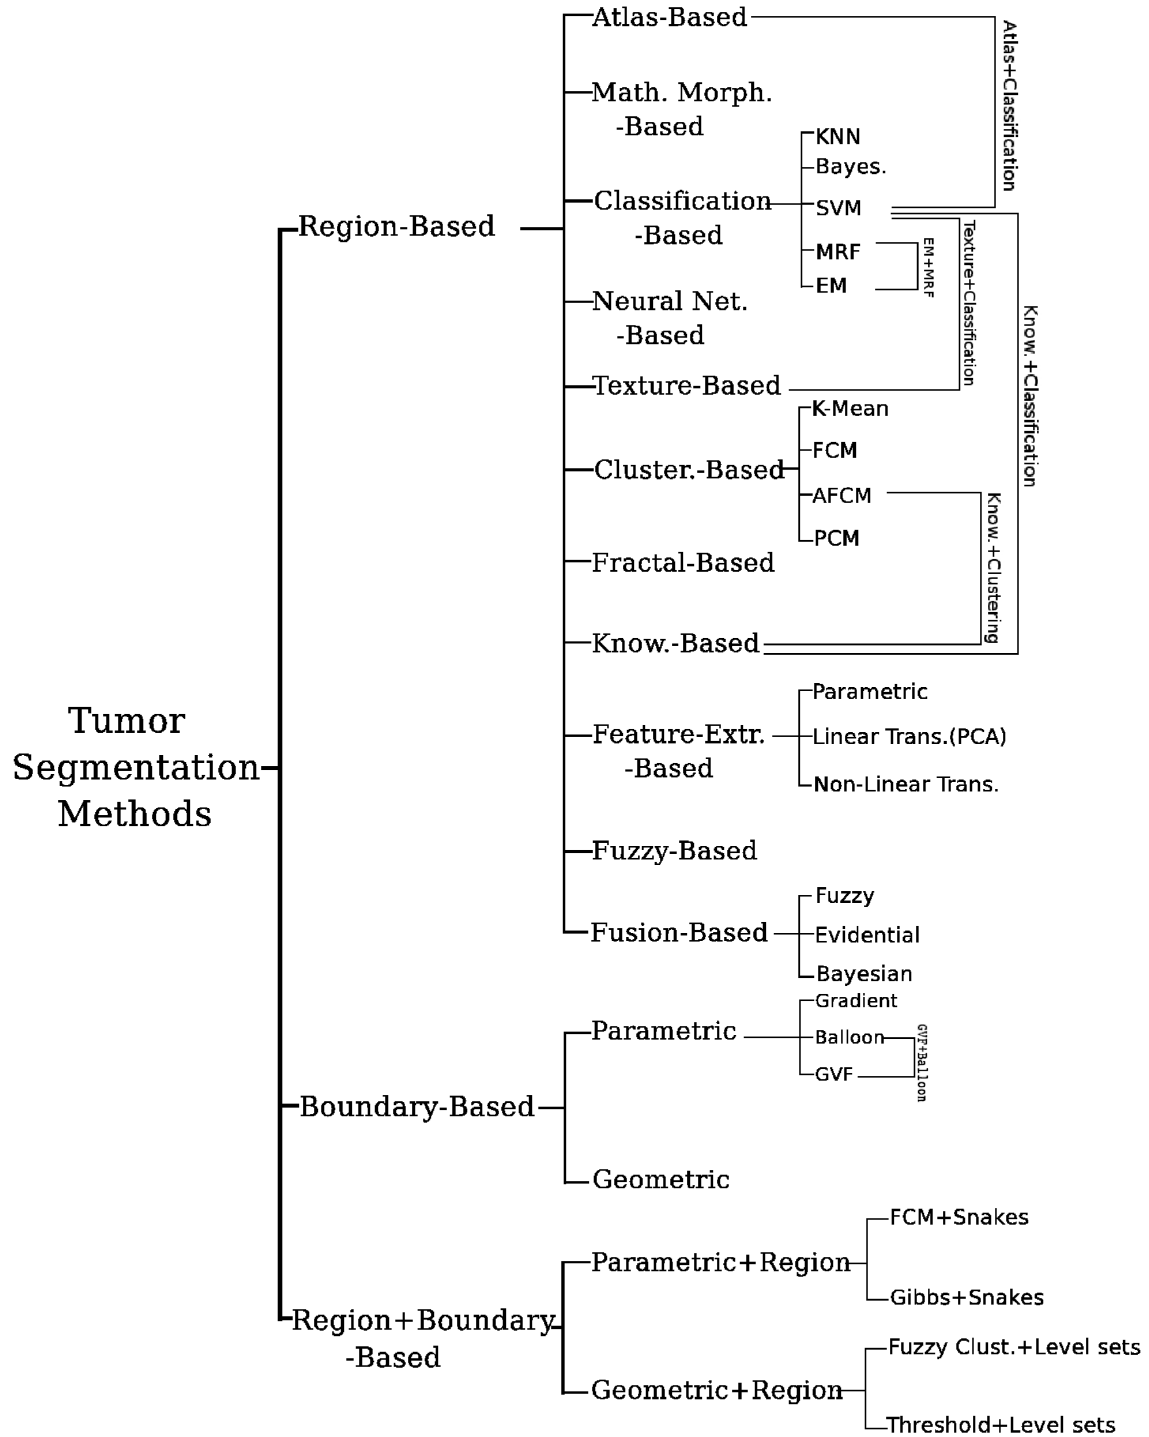 Tumor
Segmentation
Methods
Region-Based
Atlas-Based
Math. Morph.
-Based
Classification
-Based
KNN
Bayes.
SVM
MRF
EM
EM+MRF
Atlas+Classification
Texture+Classification
Know.+Classification
Neural Net.
-Based
Texture-Based
Cluster.-Based
K-Mean
FCM
AFCM
PCM
Know.+Clustering
Fractal-Based
Know.-Based
Feature-Extr.
-Based
Parametric
Linear Trans.(PCA)
Non-Linear Trans.
Fuzzy-Based
Fusion-Based
Fuzzy
Evidential
Bayesian
Boundary-Based
Parametric
Gradient
Balloon
GVF
GVF+Balloon
Geometric
Region+Boundary
-Based
Parametric+Region
FCM+Snakes
Gibbs+Snakes
Geometric+Region
Fuzzy Clust.+Level sets
Threshold+Level sets